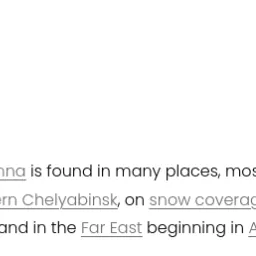 nna is found in many places, mos
ern Chelyabinsk, on snow coverag
and in the Far East beginning in A